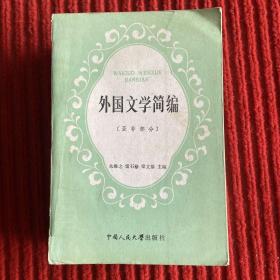 WAIGUO WENXUE
JIANBIAN
外国文学简编
〔亚非部分〕
朱维之 雷石榆 梁立基 主编
中国人民大学出版社